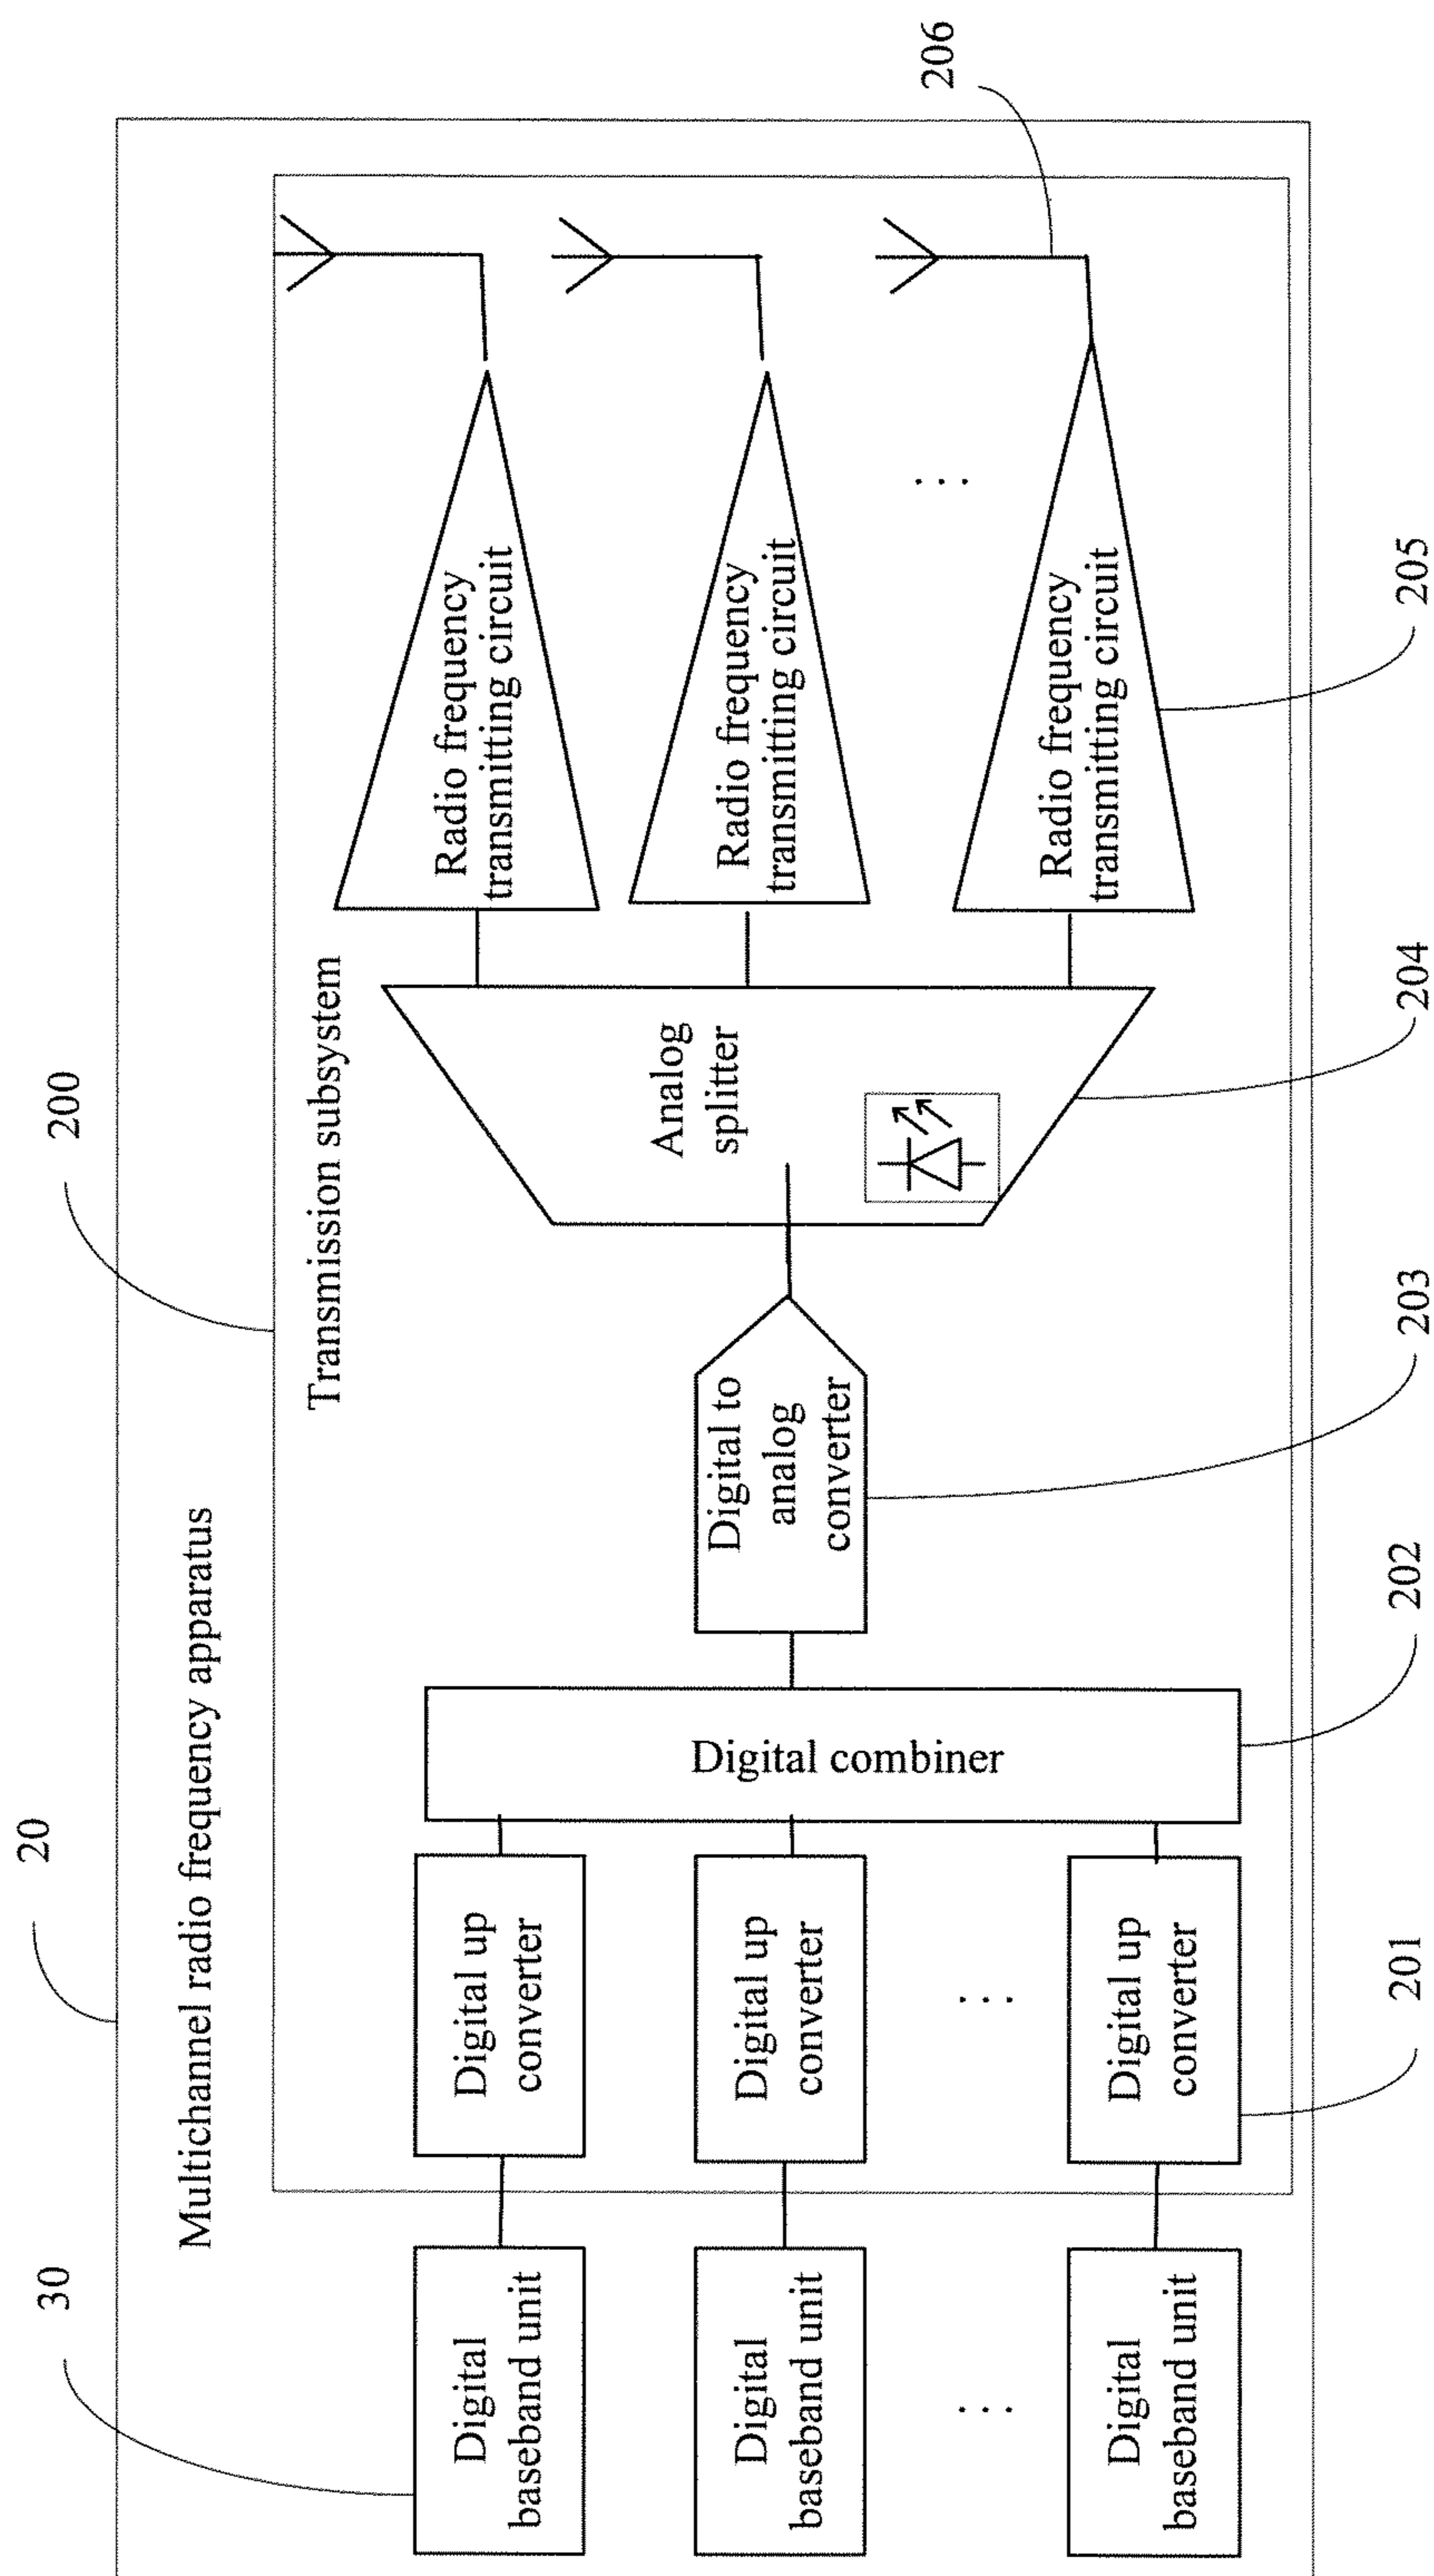 20
Multichannel radio frequency apparatus
200
Transmission subsystem
30
Digital
baseband unit
Digital up
converter
Digital combiner
Digital to
analog
converter
Analog
splitter
Radio frequency
transmitting circuit
Digital
baseband unit
Digital up
converter
Radio frequency
transmitting circuit
. . .
. . .
. . .
Digital
baseband unit
Digital up
converter
Radio frequency
transmitting circuit
206
201
202
203
204
205